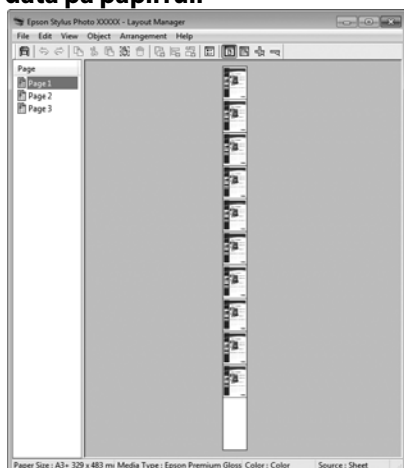 data på papirrull
Epson Stylus Photo XXXXX - Layout Manager
File Edit View Object Arrangement Help
Page
Page 1
Page 2
Page 3
Paper Size : A3+ 329 x 483 mi Media Type : Epson Premium Gloss Color : Color Source : Sheet